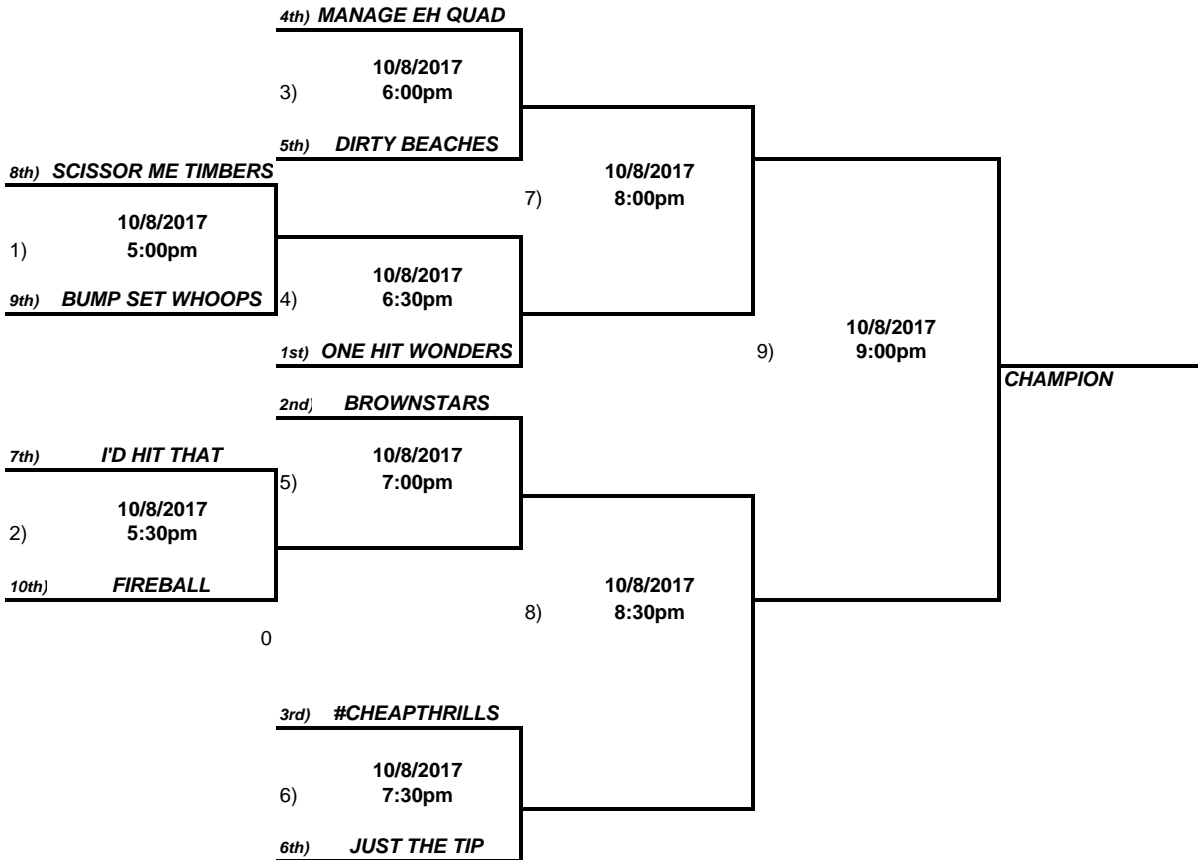 4th) MANAGE EH QUAD
10/8/2017
3) 6:00pm
5th) DIRTY BEACHES
8th) SCISSOR ME TIMBERS
10/8/2017
7) 8:00pm
10/8/2017
1) 5:00pm
10/8/2017
9th) BUMP SET WHOOPS
4) 6:30pm
10/8/2017
1st) ONE HIT WONDERS
9) 9:00pm
CHAMPION
2nd) BROWNSTARS
7th) I'D HIT THAT
10/8/2017
5) 7:00pm
10/8/2017
2) 5:30pm
10th) FIREBALL
10/8/2017
8) 8:30pm
0
3rd) #CHEAPTHRILLS
10/8/2017
6) 7:30pm
6th) JUST THE TIP